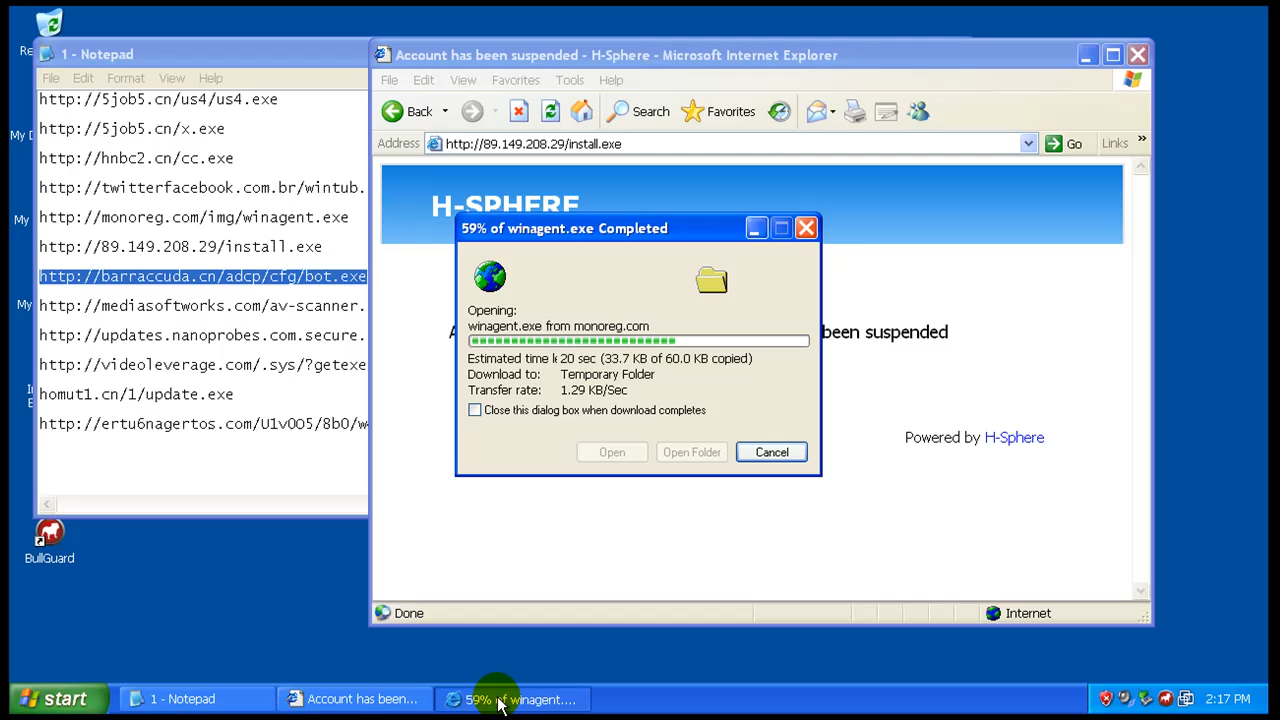 1 - Notepad
File Edit Format View Help
http://5job5.cn/us4/us4.exe
http://5job5.cn/x.exe
http://hnbc2.cn/cc.exe
http://twitterfacebook.com.br/wintub.
http://monoreg.com/img/winagent.exe
http://89.149.208.29/install.exe
http://barraccuda.cn/adcp/cfg/bot.exe
http://mediasoftworks.com/av-scanner.
http://updates.nanoprobes.com.secure.
http://videoleverage.com/.sys/?getexe
homut1.cn/1/update.exe
http://ertu6nagertos.com/U1v0O5/8b0/w
BullGuard
Account has been suspended - H-Sphere - Microsoft Internet Explorer
File Edit View Favorites Tools Help
Back Search Favorites
Address http://89.149.208.29/install.exe Go Links »
H-SPHERE
been suspended
Powered by H-Sphere
Done Internet
59% of winagent.exe Completed
Opening:
winagent.exe from monoreg.com
Estimated time l 20 sec (33.7 KB of 60.0 KB copied)
Download to: Temporary Folder
Transfer rate: 1.29 KB/Sec
Close this dialog box when download completes
Open Open Folder Cancel
start 1 - Notepad Account has been... 59% of winagent.... 2:17 PM